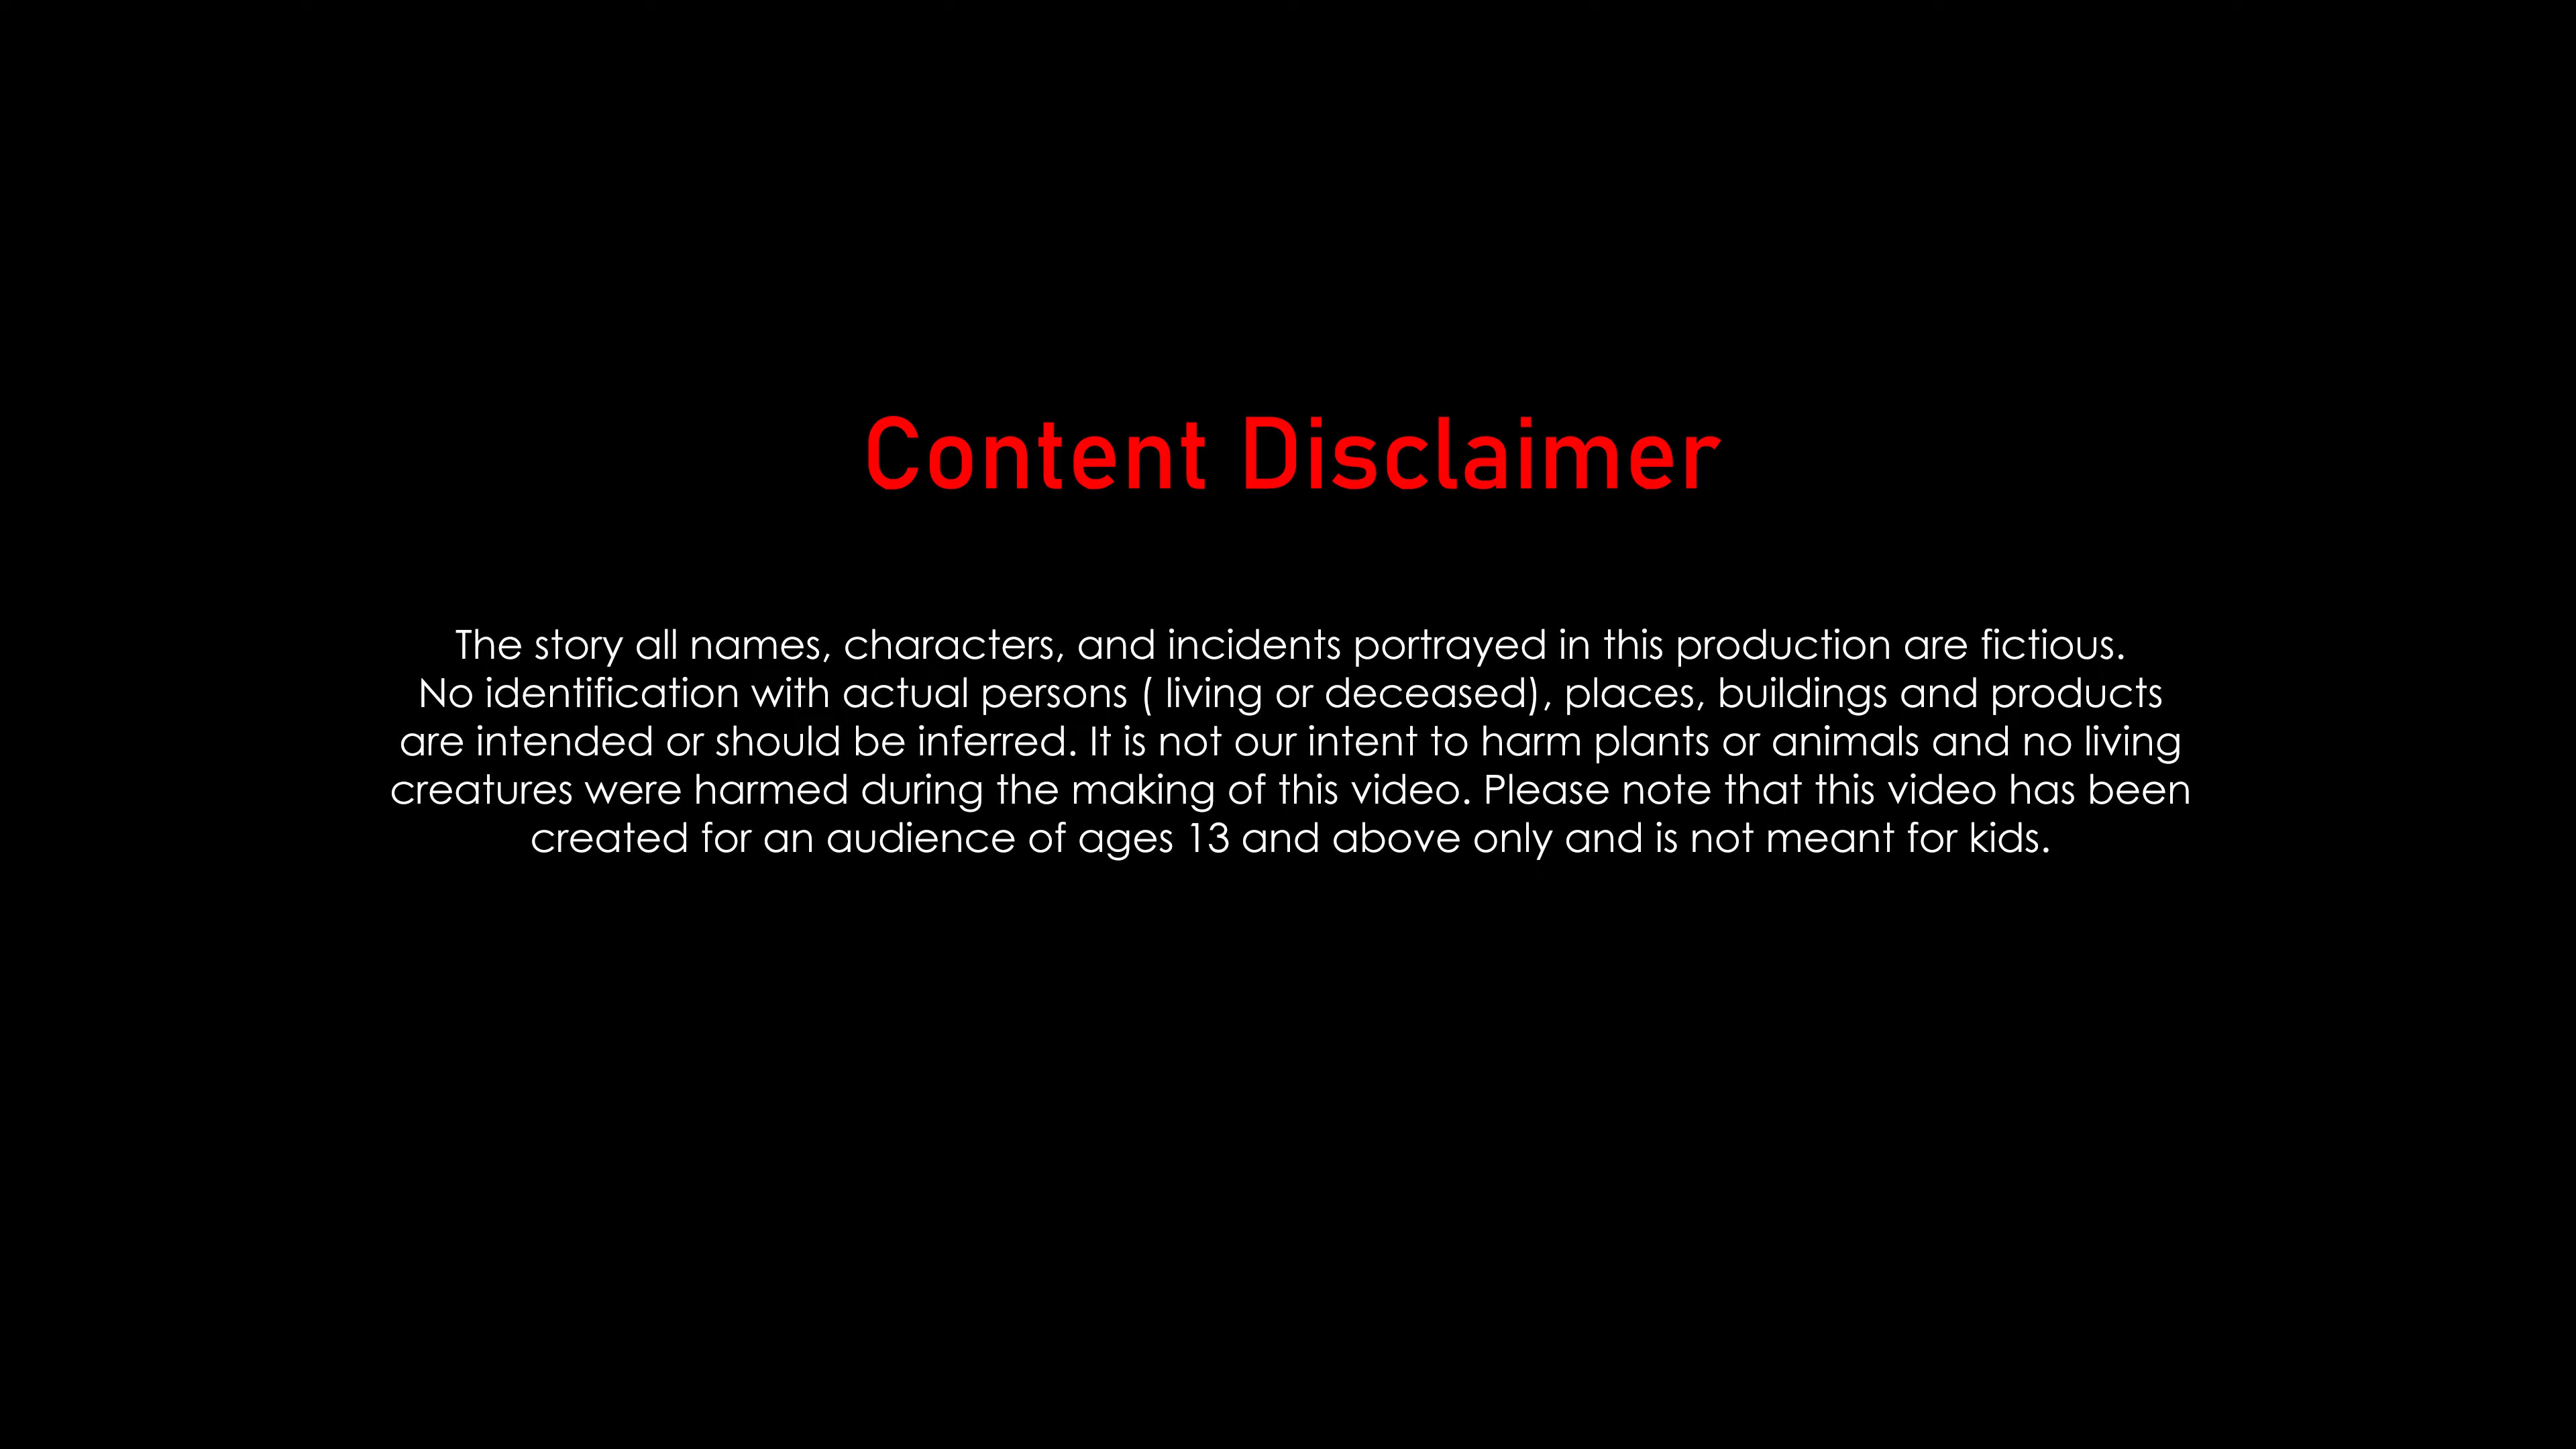 Content Disclaimer
The story all names, characters, and incidents portrayed in this production are fictious.
No identification with actual persons ( living or deceased), places, buildings and products
are intended or should be inferred. It is not our intent to harm plants or animals and no living
creatures were harmed during the making of this video. Please note that this video has been
created for an audience of ages 13 and above only and is not meant for kids.